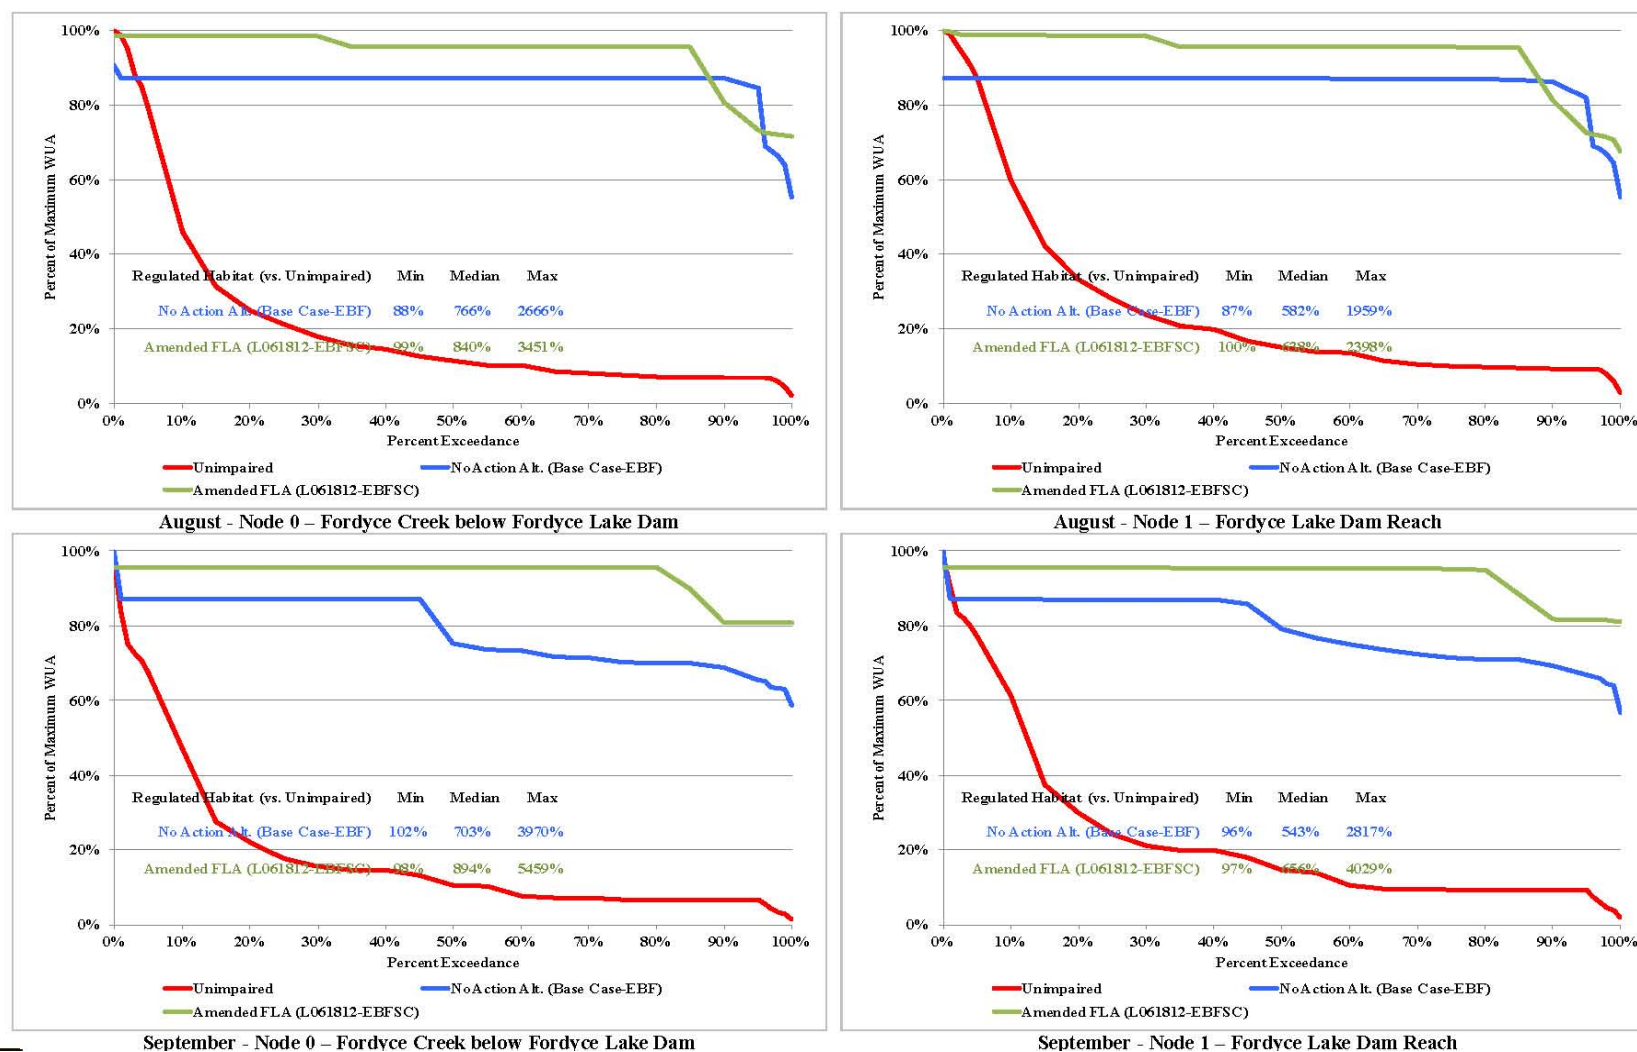 100%
80%
60%
40%
20%
0%
Percent of Maximum WUA
Regulated Habitat (vs. Unimpaired) Min Median Max
No Action Alt. (Base Case-EBF) 88% 766% 2666%
Amended FLA (L061812-EBFSC) 99% 840% 3451%
0% 10% 20% 30% 40% 50% 60% 70% 80% 90% 100%
Percent Exceedance
Unimpaired No Action Alt. (Base Case-EBF)
Amended FLA (L061812-EBFSC)
August - Node 0 – Fordyce Creek below Fordyce Lake Dam
100%
80%
60%
40%
20%
0%
Percent of Maximum WUA
Regulated Habitat (vs. Unimpaired) Min Median Max
No Action Alt. (Base Case-EBF) 87% 582% 1959%
Amended FLA (L061812-EBFSC) 100% 638% 2398%
0% 10% 20% 30% 40% 50% 60% 70% 80% 90% 100%
Percent Exceedance
Unimpaired No Action Alt. (Base Case-EBF)
Amended FLA (L061812-EBFSC)
August - Node 1 – Fordyce Lake Dam Reach
100%
80%
60%
40%
20%
0%
Percent of Maximum WUA
Regulated Habitat (vs. Unimpaired) Min Median Max
No Action Alt. (Base Case-EBF) 102% 703% 3970%
Amended FLA (L061812-EBFSC) 98% 894% 5459%
0% 10% 20% 30% 40% 50% 60% 70% 80% 90% 100%
Percent Exceedance
Unimpaired No Action Alt. (Base Case-EBF)
Amended FLA (L061812-EBFSC)
September - Node 0 – Fordyce Creek below Fordyce Lake Dam
100%
80%
60%
40%
20%
0%
Percent of Maximum WUA
Regulated Habitat (vs. Unimpaired) Min Median Max
No Action Alt. (Base Case-EBF) 96% 543% 2817%
Amended FLA (L061812-EBFSC) 97% 656% 4029%
0% 10% 20% 30% 40% 50% 60% 70% 80% 90% 100%
Percent Exceedance
Unimpaired No Action Alt. (Base Case-EBF)
Amended FLA (L061812-EBFSC)
September - Node 1 – Fordyce Lake Dam Reach